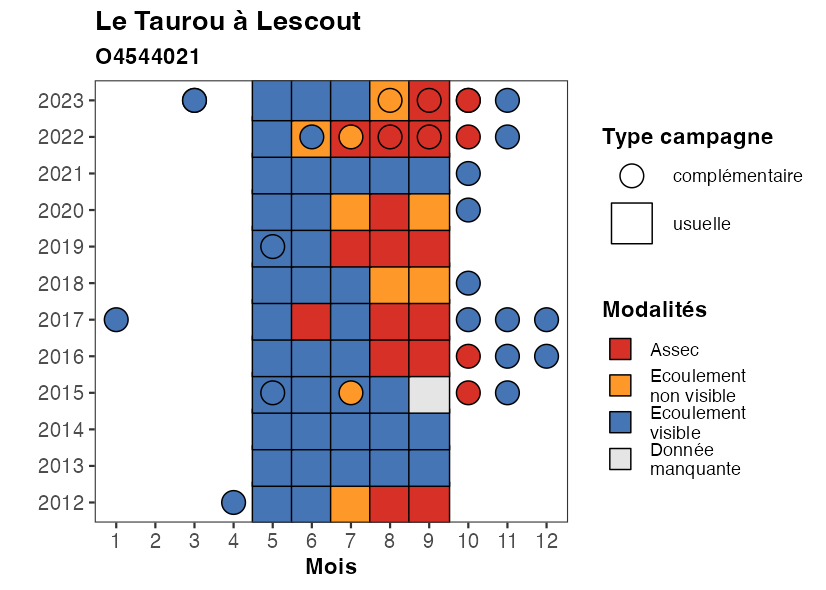 Le Taurou à Lescout
O4544021
2023
2022
2021
2020
2019
2018
2017
2016
2015
2014
2013
2012
1 2 3 4 5 6 7 8 9 10 11 12
Mois
Type campagne
complémentaire
usuelle
Modalités
Assec
Ecoulement
non visible
Ecoulement
visible
Donnée
manquante